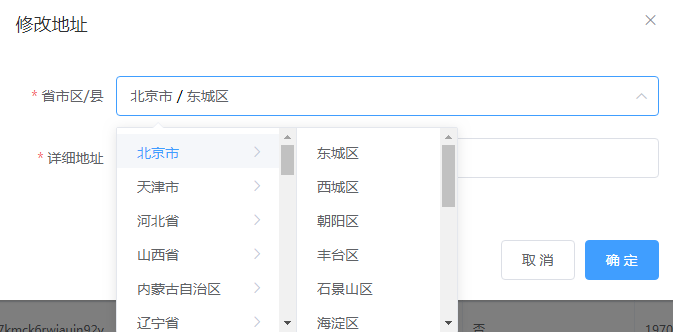 修改地址
* 省市区/县
北京市 / 东城区
* 详细地址
北京市
天津市
河北省
山西省
内蒙古自治区
辽宁省
东城区
西城区
朝阳区
丰台区
石景山区
海淀区
取 消
确 定
否
1970